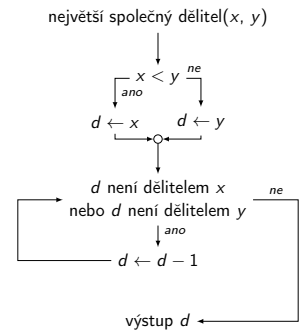 největší společný dělitel(x, y)
x < y
ne
ano
d ← x
d ← y
d není dělitelem x
ne
nebo d není dělitelem y
ano
d ← d − 1
výstup d